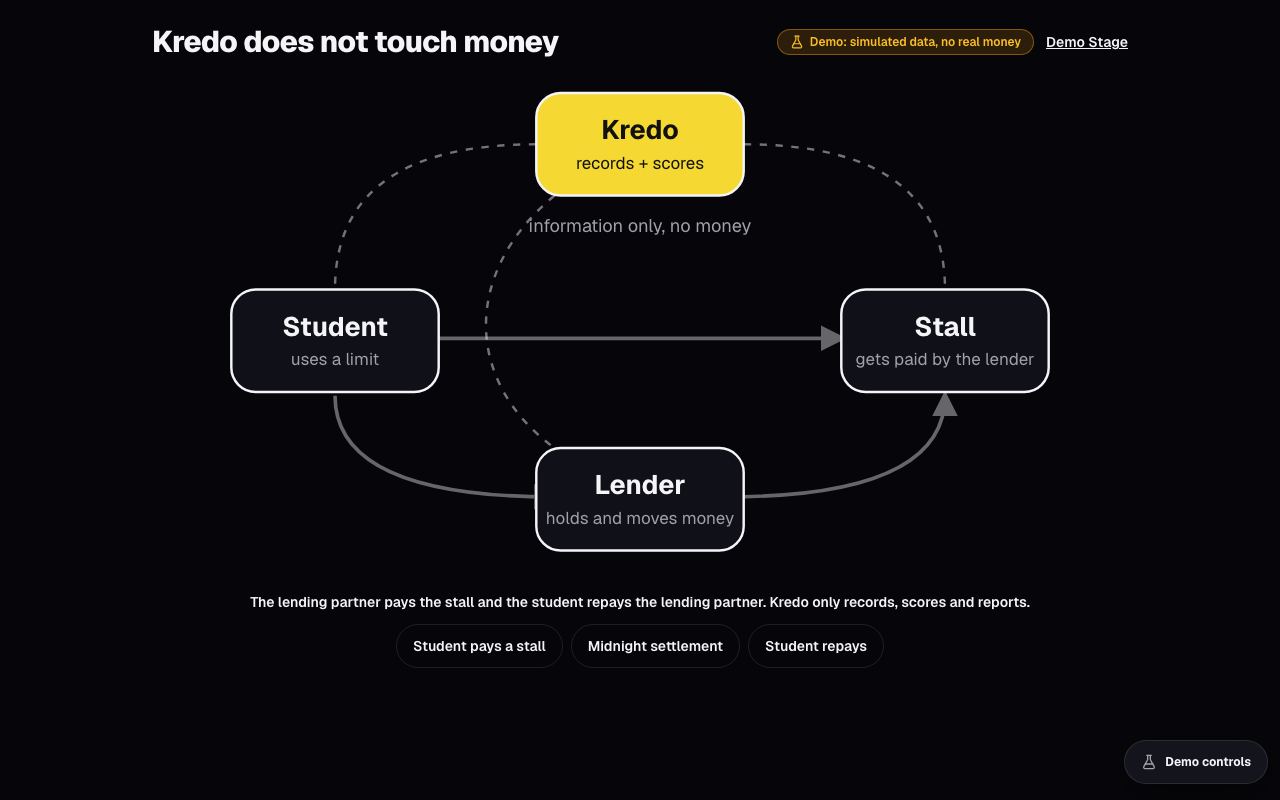 Kredo does not touch money
Demo: simulated data, no real money
Demo Stage
Kredo
records + scores
information only, no money
Student
uses a limit
Stall
gets paid by the lender
Lender
holds and moves money
The lending partner pays the stall and the student repays the lending partner. Kredo only records, scores and reports.
Student pays a stall
Midnight settlement
Student repays
Demo controls